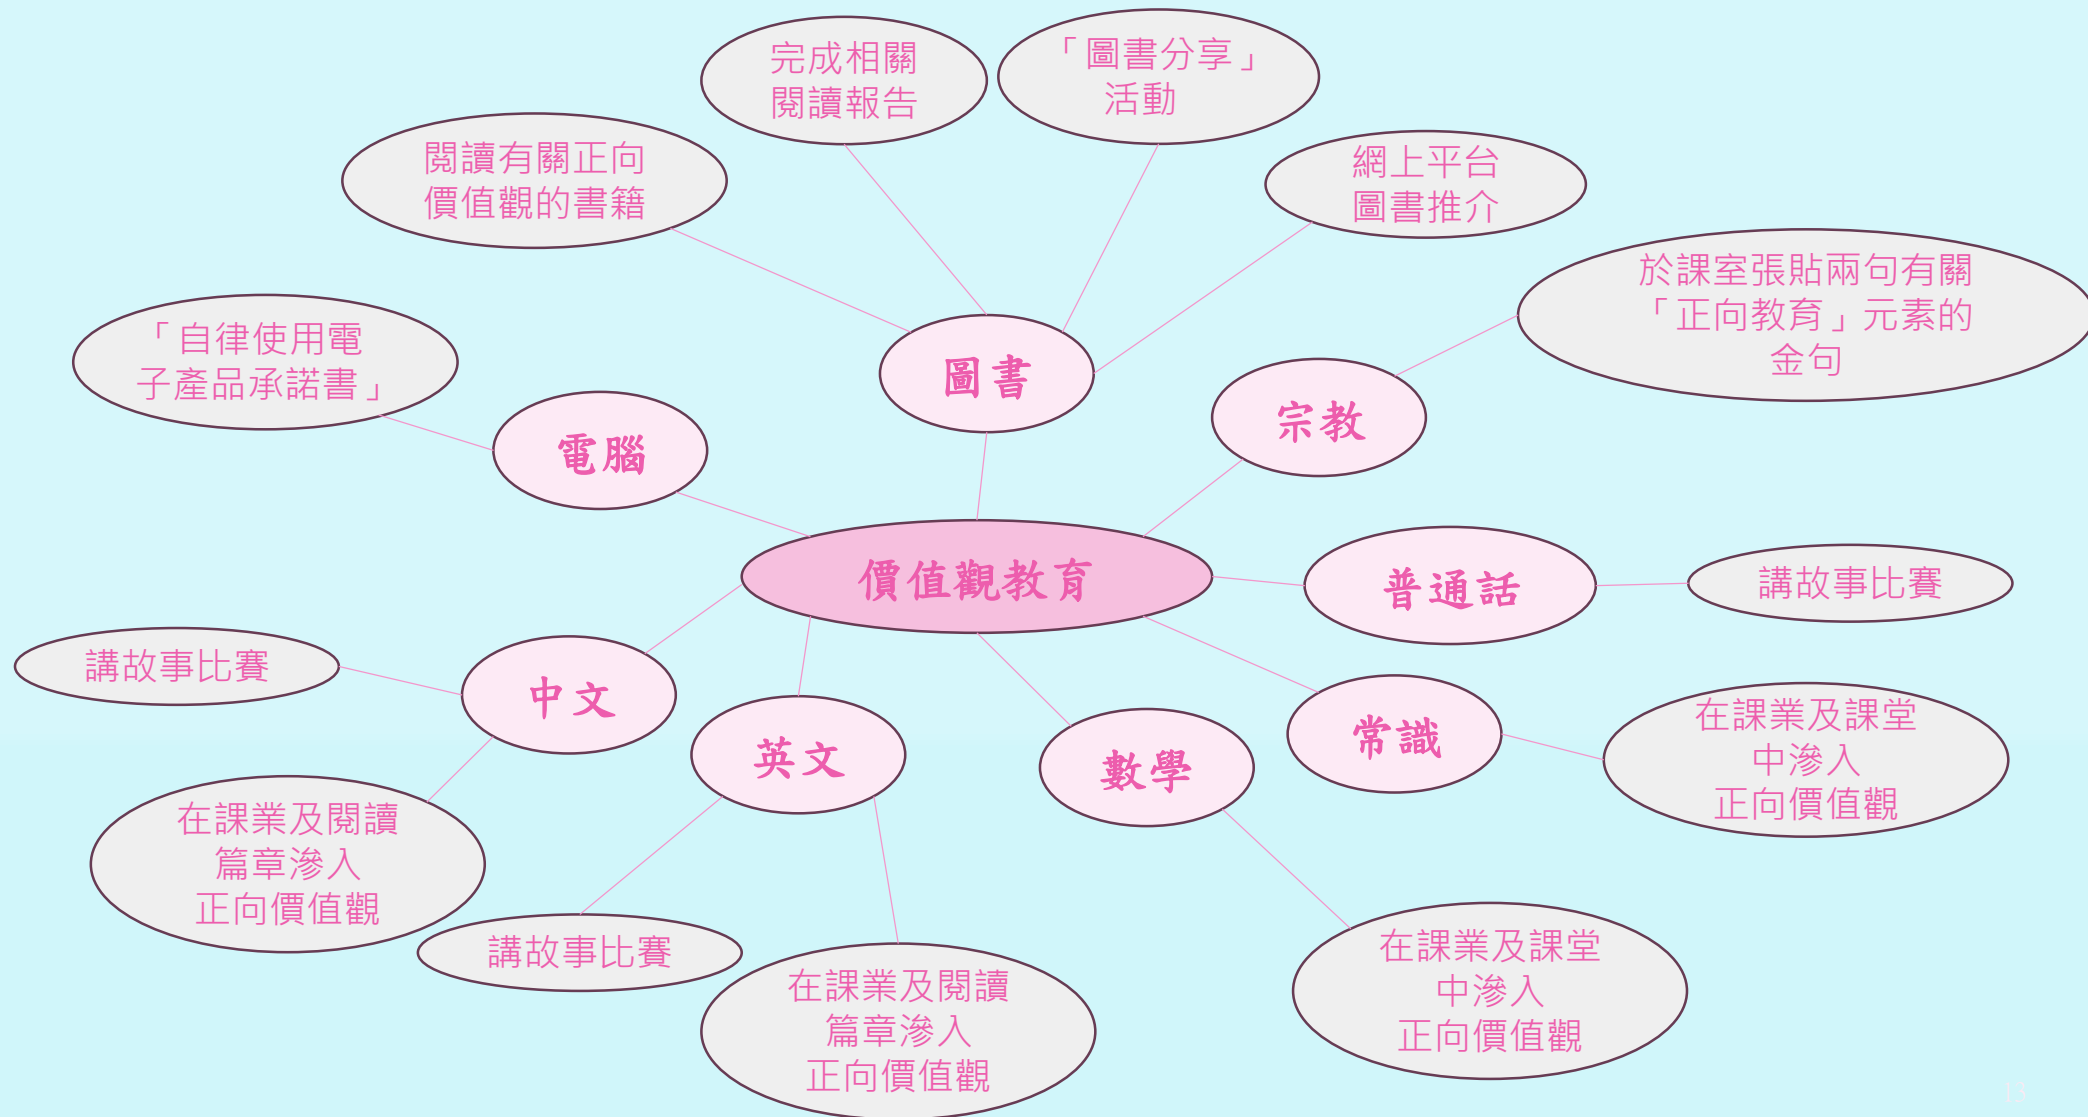 完成相關
閱讀報告
「圖書分享」
活動
閱讀有關正向
價值觀的書籍
網上平台
圖書推介
於課室張貼兩句有關
「正向教育」元素的
金句
「自律使用電
子產品承諾書」
圖書
宗教
電腦
價值觀教育
普通話
講故事比賽
講故事比賽
中文
英文
數學
常識
在課業及課堂
中滲入
正向價值觀
在課業及閱讀
篇章滲入
正向價值觀
講故事比賽
在課業及閱讀
篇章滲入
正向價值觀
在課業及課堂
中滲入
正向價值觀
13